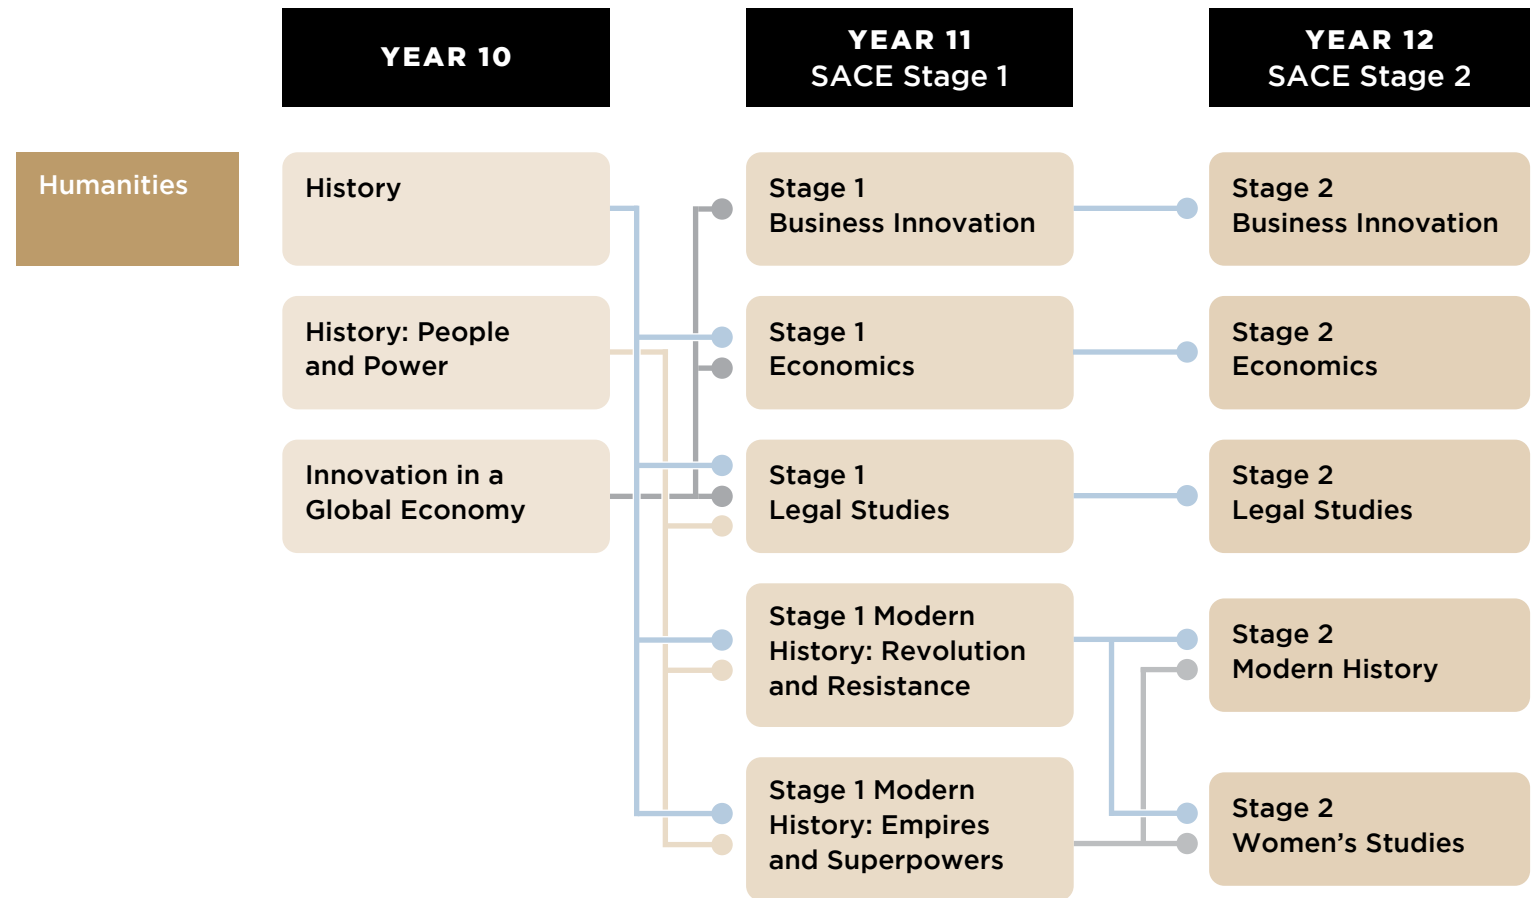 YEAR 10
YEAR 11
SACE Stage 1
YEAR 12
SACE Stage 2
Humanities
History
Stage 1
Business Innovation
Stage 2
Business Innovation
History: People
and Power
Stage 1
Economics
Stage 2
Economics
Innovation in a
Global Economy
Stage 1
Legal Studies
Stage 2
Legal Studies
Stage 1 Modern
History: Revolution
and Resistance
Stage 2
Modern History
Stage 1 Modern
History: Empires
and Superpowers
Stage 2
Women’s Studies